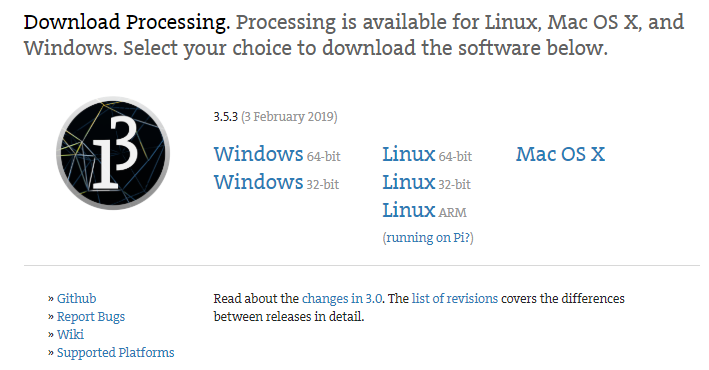 Download Processing. Processing is available for Linux, Mac OS X, and
Windows. Select your choice to download the software below.
3
3.5.3 (3 February 2019)
Windows 64-bit
Windows 32-bit
Linux 64-bit
Linux 32-bit
Linux ARM
(running on Pi?)
Mac OS X
» Github
» Report Bugs
» Wiki
» Supported Platforms
Read about the changes in 3.0. The list of revisions covers the differences
between releases in detail.